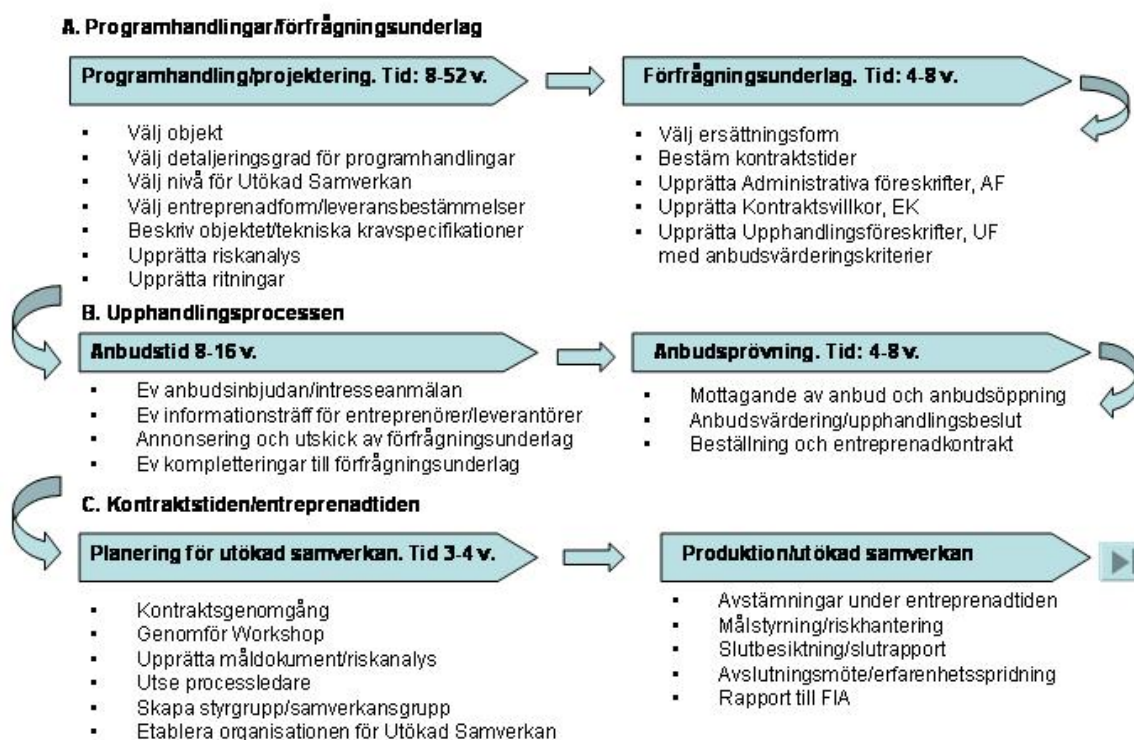 A. Programhandlingar/förfrågningsunderlag
Programhandling/projektering. Tid: 8-52 v.
▪ Välj objekt
▪ Välj detaljeringsgrad för programhandlingar
▪ Välj nivå för Utökad Samverkan
▪ Välj entreprenadform/leveransbestämmelser
▪ Beskriv objektet/tekniska kravspecifikationer
▪ Upprätta riskanalys
▪ Upprätta ritningar
Förfrågningsunderlag. Tid: 4-8 v.
▪ Välj ersättningsform
▪ Bestäm kontraktstider
▪ Upprätta Administrativa föreskrifter, AF
▪ Upprätta Kontraktsvillkor, EK
▪ Upprätta Upphandlingsföreskrifter, UF
med anbudsvärderingskriterier
B. Upphandlingsprocessen
Anbudstid 8-16 v.
▪ Ev anbudsinbjudan/intresseanmälan
▪ Ev informationsträff för entreprenörer/leverantörer
▪ Annonsering och utskick av förfrågningsunderlag
▪ Ev kompletteringar till förfrågningsunderlag
Anbudsprövning. Tid: 4-8 v.
▪ Mottagande av anbud och anbudsöppning
▪ Anbudsvärdering/upphandlingsbeslut
▪ Beställning och entreprenadkontrakt
C. Kontraktstiden/entreprenadtiden
Planering för utökad samverkan. Tid 3-4 v.
▪ Kontraktsgenomgång
▪ Genomför Workshop
▪ Upprätta måldokument/riskanalys
▪ Utse processledare
▪ Skapa styrgrupp/samverkansgrupp
▪ Etablera organisationen för Utökad Samverkan
Produktion/utökad samverkan
▪ Avstämningar under entreprenadtiden
▪ Målstyrning/riskhantering
▪ Slutbesiktning/slutrapport
▪ Avslutningsmöte/erfarenhetsspridning
▪ Rapport till FIA